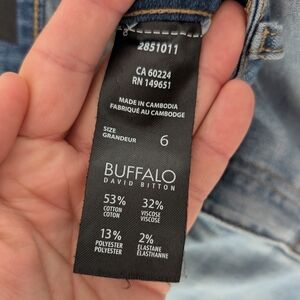 2851011
CA 60224
RN 149651
MADE IN CAMBODIA
FABRIQUÉ AU CAMBODGE
SIZE
GRANDEUR 6
BUFFALO
DAVID BITTON
53% 32%
COTTON VISCOSE
COTON VISCOSE
13% 2%
POLYESTER ELASTANE
POLYESTER ELASTHANNE